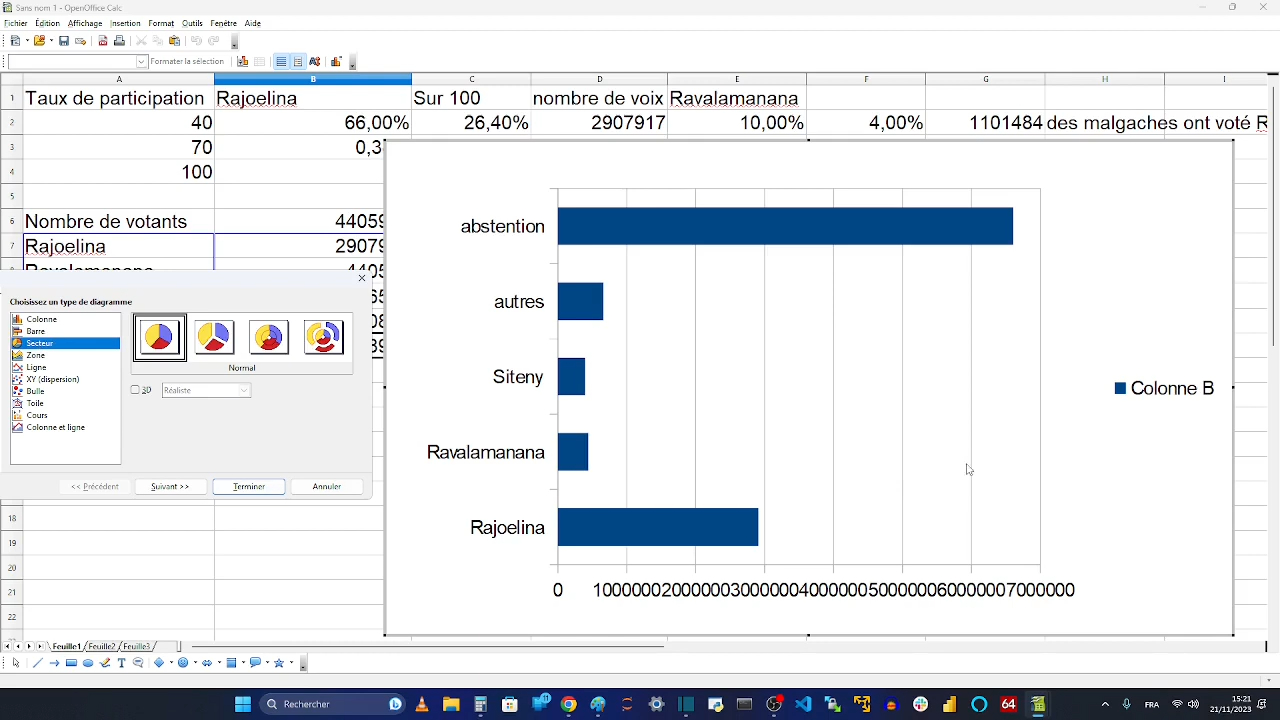 Sans nom 1 - OpenOffice Calc
Fichier Édition Affichage Insertion Format Outils Fenêtre Aide
Formater la sélection
A B C D E F G H I
1 Taux de participation Rajoelina Sur 100 nombre de voix Ravalamanana
2 40 66,00% 26,40% 2907917 10,00% 4,00% 1101484 des malgaches ont voté R
3 70 0,3
4 100
5
6 Nombre de votants 44059
7 Rajoelina 29079
Choisissez un type de diagramme
Colonne
Barre
Secteur
Zone
Ligne
XY (dispersion)
Bulle
Toile
Cours
Colonne et ligne
Normal
3D Réaliste
<< Précédent Suivant >> Terminer Annuler
abstention
autres
Siteny
Ravalamanana
Rajoelina
0 1000000 2000000 3000000 4000000 5000000 6000000 7000000
Colonne B
18
19
20
21
22
Feuille1 Feuille2 Feuille3
Rechercher
11
64
FRA
15:21
21/11/2023